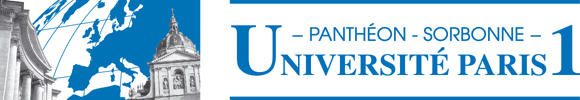 – PANTHÉON - SORBONNE –
UNIVERSITÉ PARIS 1